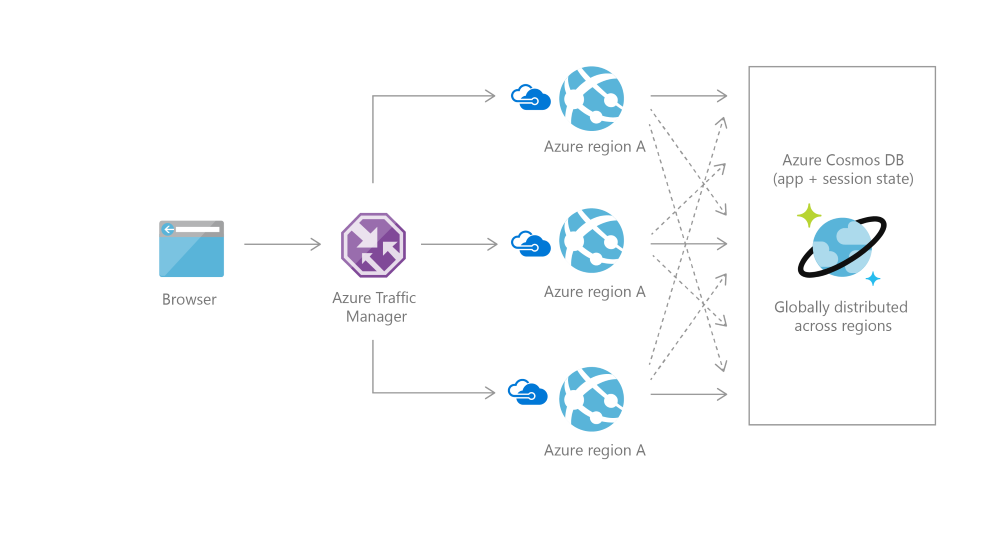 Azure region A
Azure Cosmos DB
(app + session state)
Browser
Azure Traffic
Manager
Azure region A
Globally distributed
across regions
Azure region A